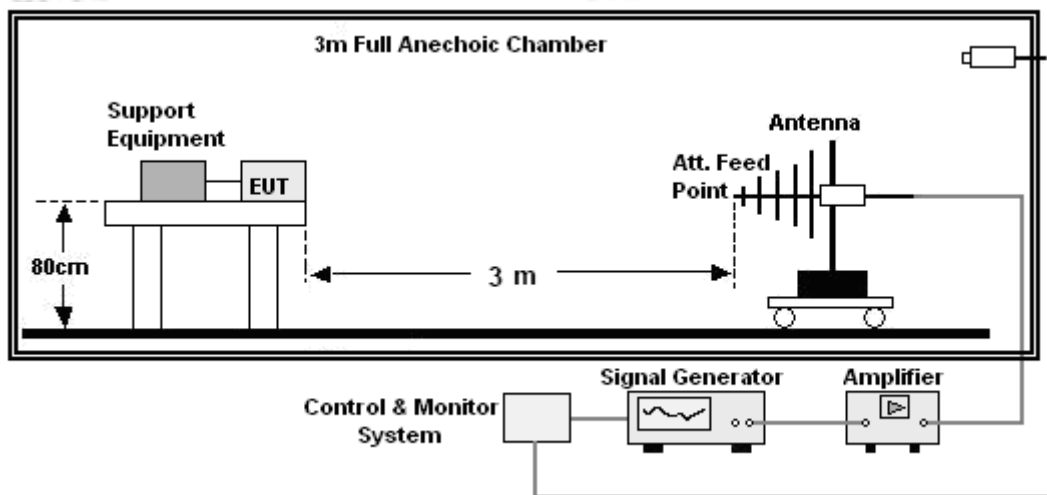 3m Full Anechoic Chamber
Support
Equipment
EUT
80cm
3 m
Antenna
Att. Feed
Point
Signal Generator
Amplifier
Control & Monitor
System